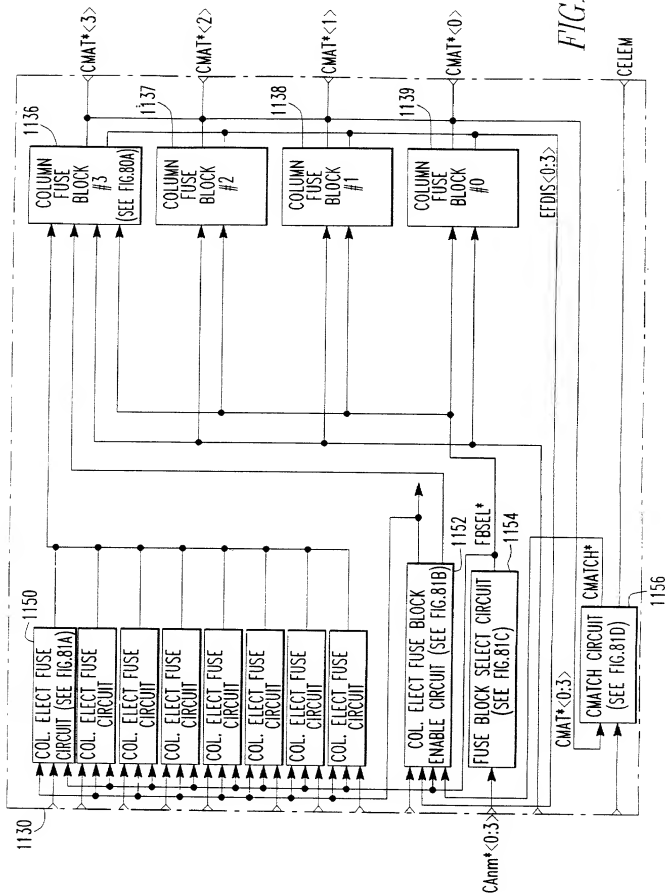 1130
1150
COL. ELECT FUSE
CIRCUIT (SEE FIG.81A)
COL. ELECT FUSE
CIRCUIT
COL. ELECT FUSE
CIRCUIT
COL. ELECT FUSE
CIRCUIT
COL. ELECT FUSE
CIRCUIT
COL. ELECT FUSE
CIRCUIT
COL. ELECT FUSE
CIRCUIT
COL. ELECT FUSE
CIRCUIT
COL. ELECT FUSE BLOCK
ENABLE CIRCUIT (SEE FIG.81B)
1152
FBSEL*
FUSE BLOCK SELECT CIRCUIT
(SEE FIG.81C)
1154
CAnm*<0:3>
CMAT*<0:3>
CMATCH*
CMATCH CIRCUIT
(SEE FIG.81D)
1156
1136
COLUMN
FUSE
BLOCK
#3
(SEE FIG.80A)
1137
COLUMN
FUSE
BLOCK
#2
1138
COLUMN
FUSE
BLOCK
#1
1139
COLUMN
FUSE
BLOCK
#0
EFDIS<0:3>
CMAT*<3>
CMAT*<2>
CMAT*<1>
CMAT*<0>
CELEM
FIG.